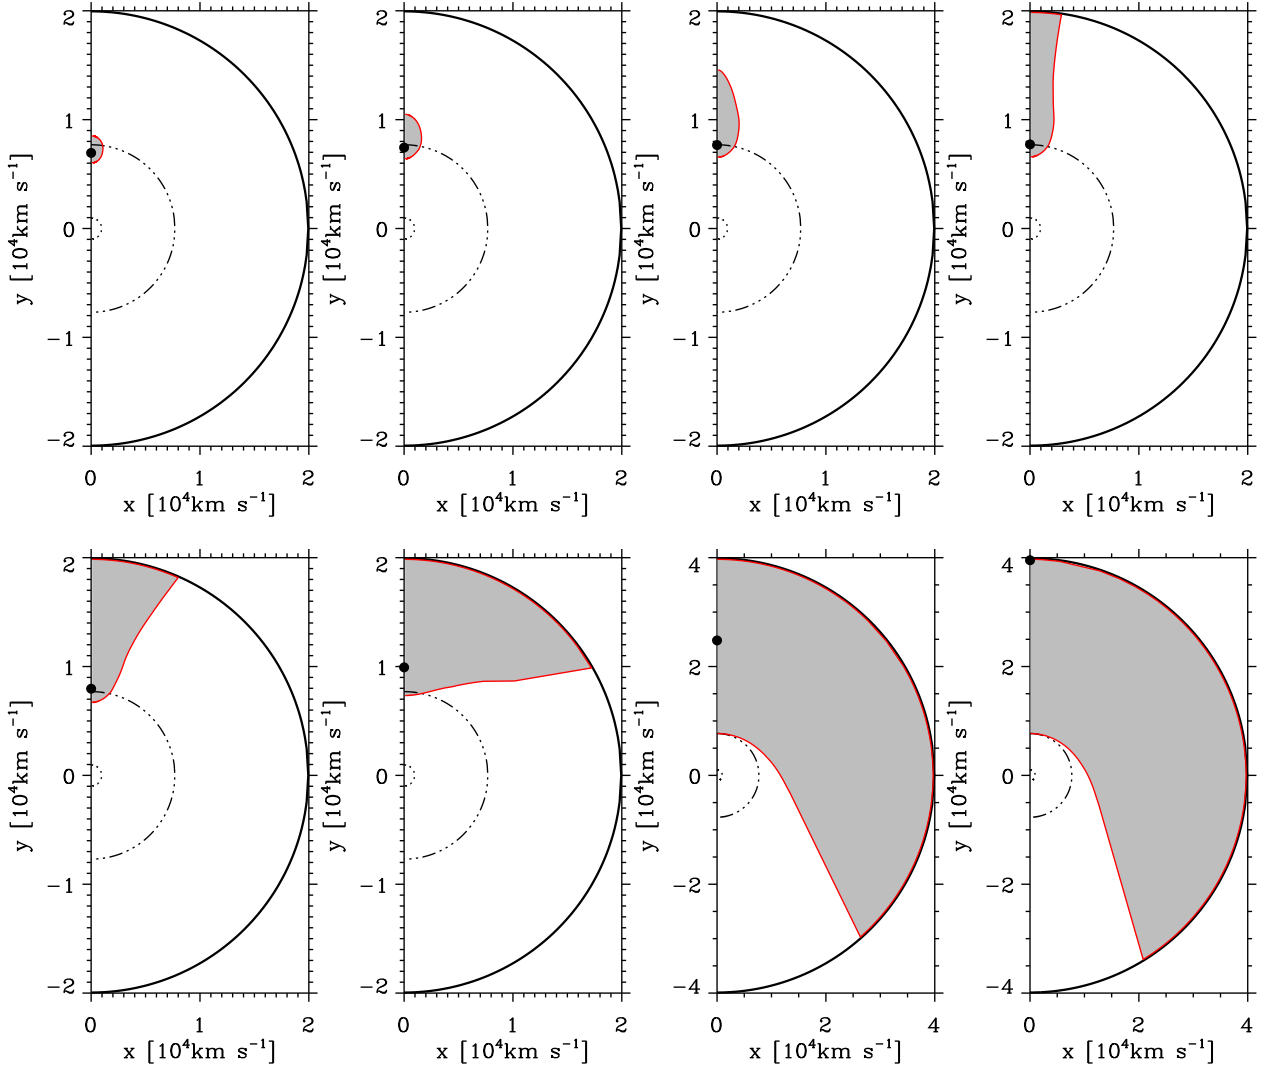 2 2 2 2
1 1 1 1
0 0 0 0
−1 −1 −1 −1
−2 −2 −2 −2
y [10⁴km s⁻¹] y [10⁴km s⁻¹] y [10⁴km s⁻¹] y [10⁴km s⁻¹]
0 1 2 0 1 2 0 1 2 0 1 2
x [10⁴km s⁻¹] x [10⁴km s⁻¹] x [10⁴km s⁻¹] x [10⁴km s⁻¹]
2 2 4 4
1 1 2 2
0 0 0 0
−1 −1 −2 −2
−2 −2 −4 −4
y [10⁴km s⁻¹] y [10⁴km s⁻¹] y [10⁴km s⁻¹] y [10⁴km s⁻¹]
0 1 2 0 1 2 0 2 4 0 2 4
x [10⁴km s⁻¹] x [10⁴km s⁻¹] x [10⁴km s⁻¹] x [10⁴km s⁻¹]